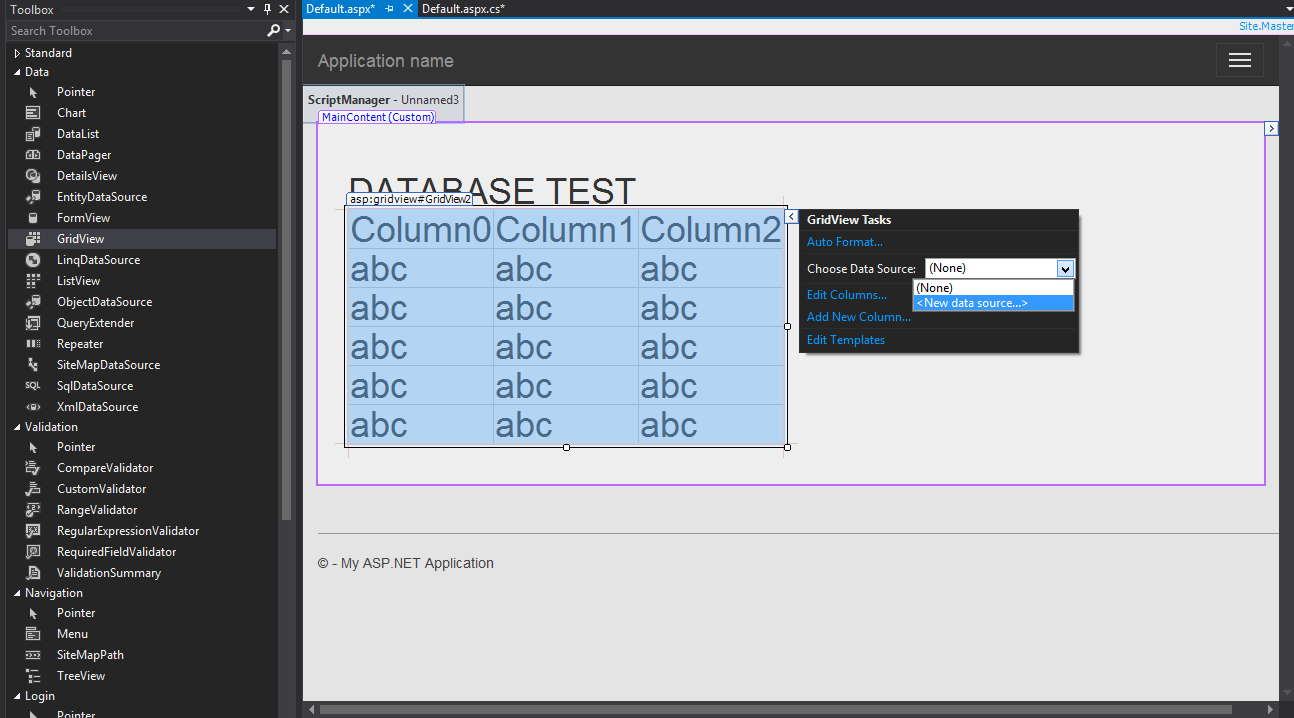 Toolbox
Search Toolbox
Standard
Data
Pointer
Chart
DataList
DataPager
DetailsView
EntityDataSource
FormView
GridView
LinqDataSource
ListView
ObjectDataSource
QueryExtender
Repeater
SiteMapDataSource
SQL SqlDataSource
XmlDataSource
Validation
Pointer
CompareValidator
CustomValidator
RangeValidator
RegularExpressionValidator
RequiredFieldValidator
ValidationSummary
Navigation
Pointer
Menu
SiteMapPath
TreeView
Login
Pointer
Default.aspx* Default.aspx.cs*
Site.Master
Application name
ScriptManager - Unnamed3
MainContent (Custom)
DATABASE TEST
asp:gridview#GridView2
Column0 Column1 Column2
abc abc abc
abc abc abc
abc abc abc
abc abc abc
abc abc abc
GridView Tasks
Auto Format...
Choose Data Source: (None)
(None)
<New data source...>
Edit Columns...
Add New Column...
Edit Templates
© - My ASP.NET Application